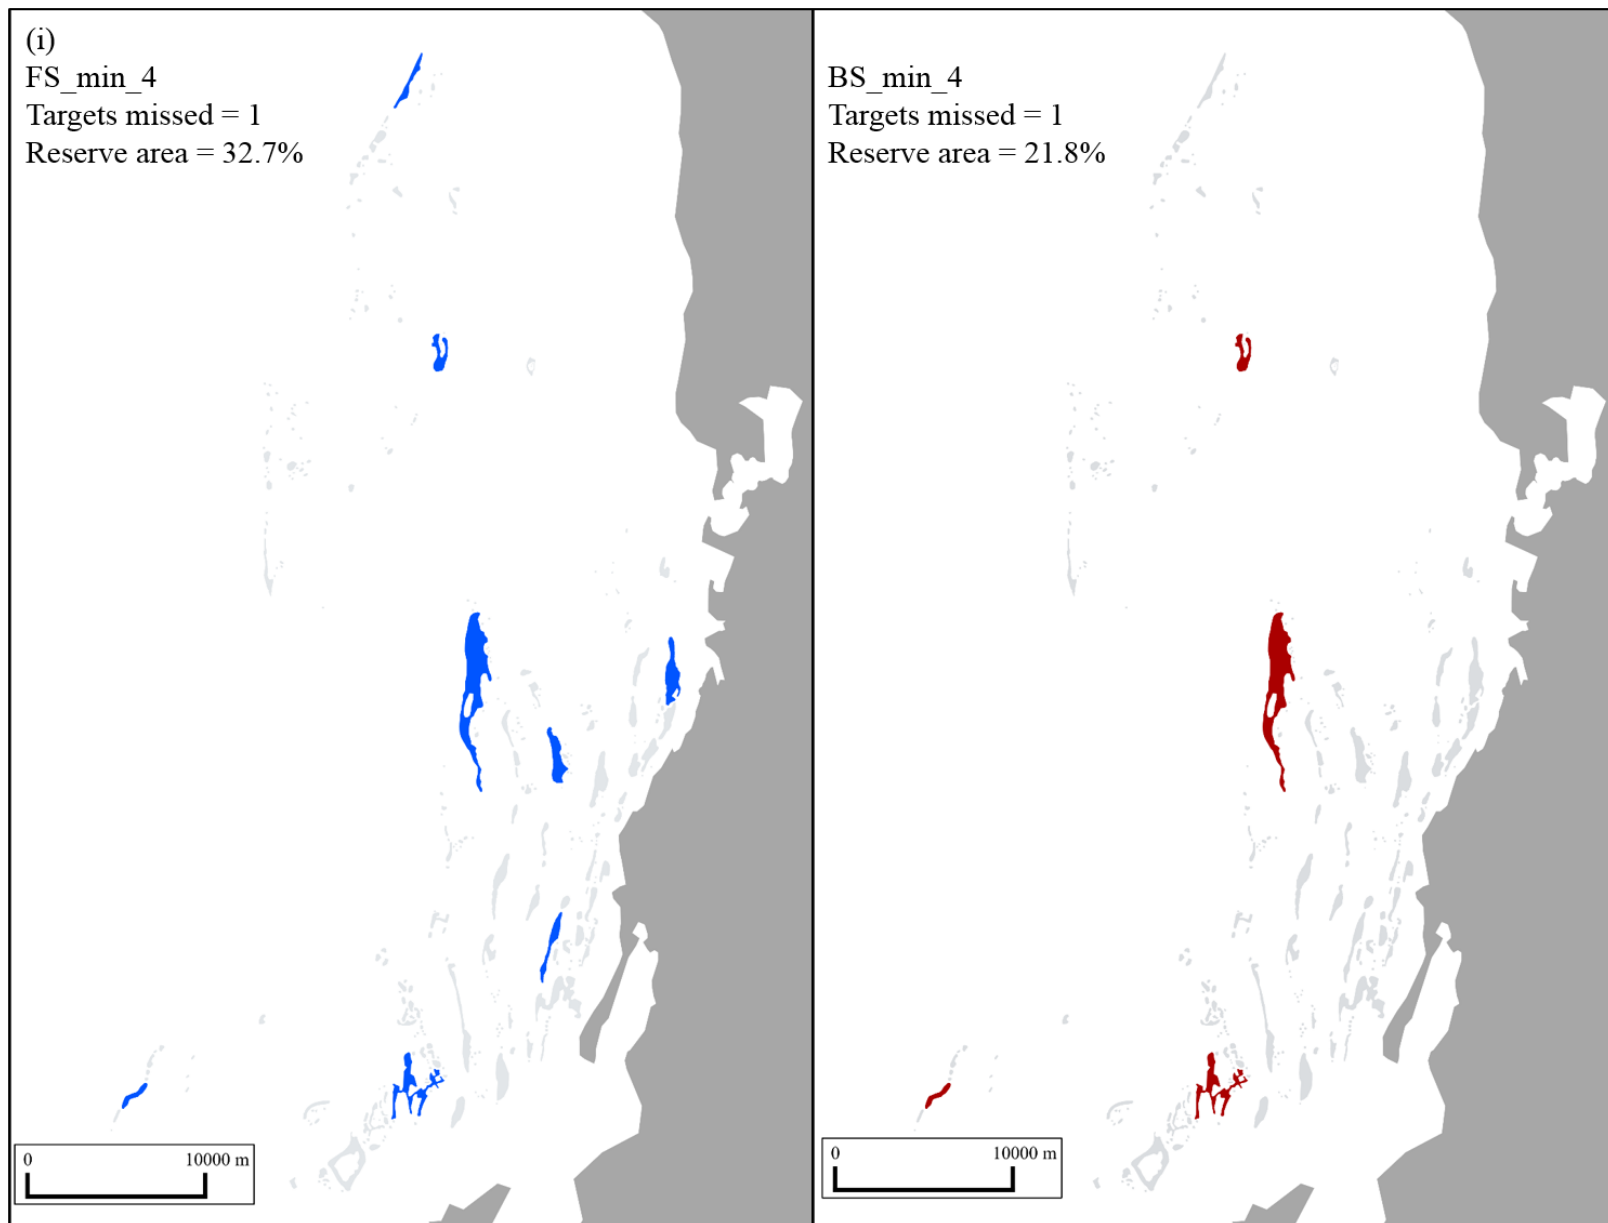 (i)
FS_min_4
Targets missed = 1
Reserve area = 32.7%
BS_min_4
Targets missed = 1
Reserve area = 21.8%
0 10000 m
0 10000 m